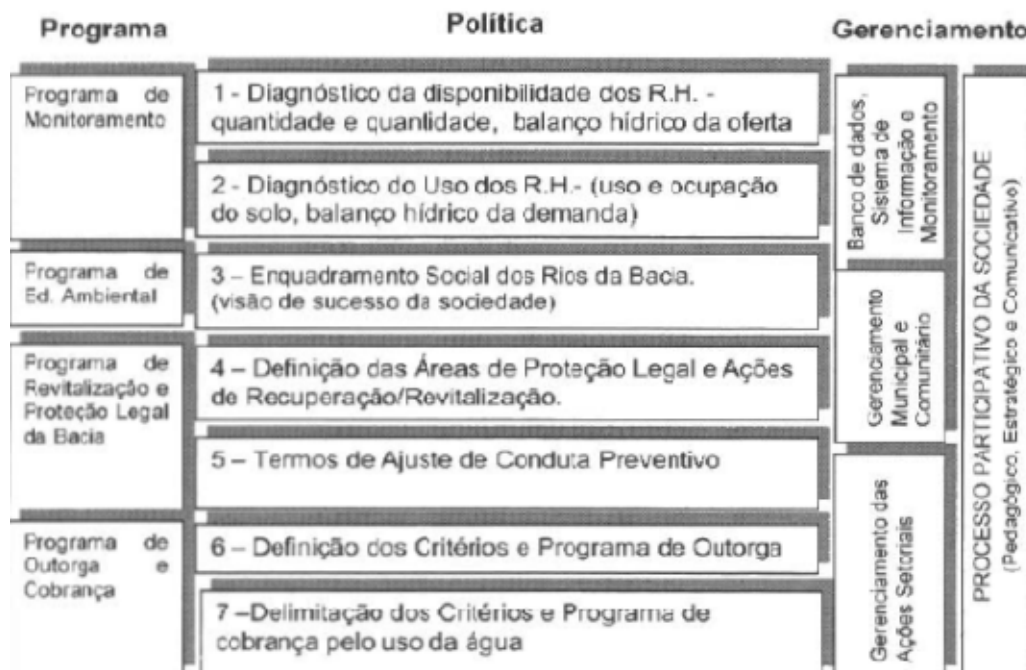 Programa
Política
Gerenciamento
Programa de
Monitoramento
1 - Diagnóstico da disponibilidade dos R.H. -
quantidade e quanlidade, balanço hídrico da oferta
2 - Diagnóstico do Uso dos R.H.- (uso e ocupação
do solo, balanço hídrico da demanda)
Programa de
Ed. Ambiental
3 – Enquadramento Social dos Rios da Bacia.
(visão de sucesso da sociedade)
Programa de
Revitalização e
Proteção Legal
da Bacia
4 – Definição das Áreas de Proteção Legal e Ações
de Recuperação/Revitalização.
5 – Termos de Ajuste de Conduta Preventivo
Programa de
Outorga e
Cobrança
6 – Definição dos Critérios e Programa de Outorga
7 –Delimitação dos Critérios e Programa de
cobrança pelo uso da água
Banco de dados,
Sistema de
Informação e
Monitoramento
Gerenciamento
Municipal e
Comunitário
Gerenciamento das
Ações Setoriais
PROCESSO PARTICIPATIVO DA SOCIEDADE
(Pedagógico, Estratégico e Comunicativo)